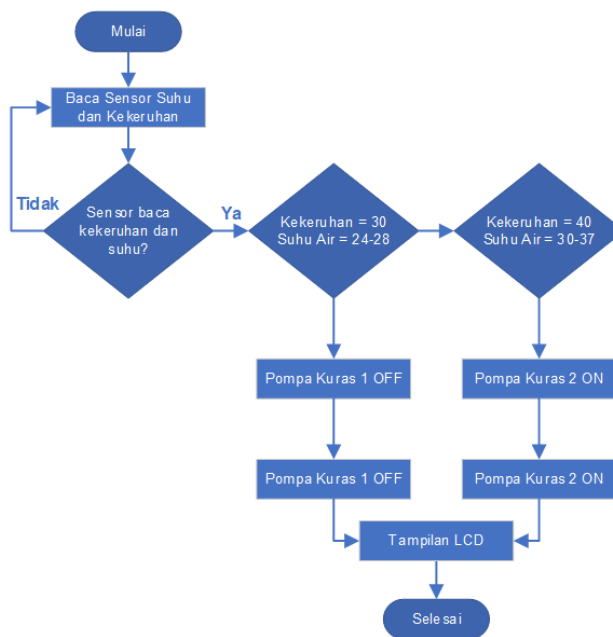 Mulai
Baca Sensor Suhu
dan Kekeruhan
Tidak
Sensor baca
kekeruhan dan
suhu?
Ya
Kekeruhan = 30
Suhu Air = 24-28
Kekeruhan = 40
Suhu Air = 30-37
Pompa Kuras 1 OFF
Pompa Kuras 2 ON
Pompa Kuras 1 OFF
Pompa Kuras 2 ON
Tampilan LCD
Selesai